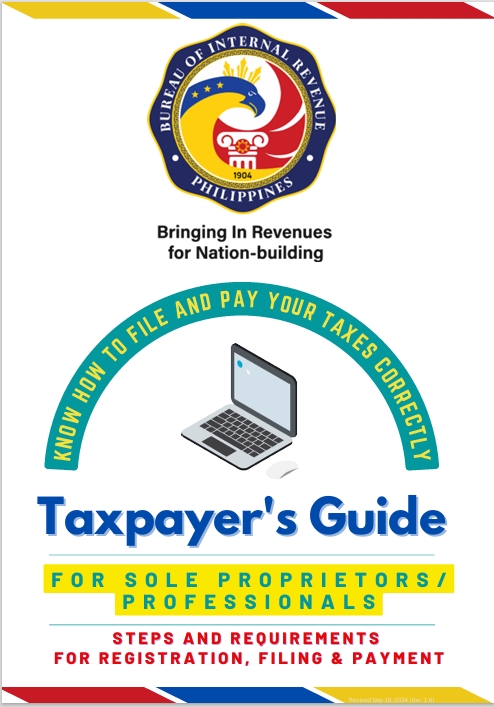 BUREAU OF INTERNAL REVENUE
1904
PHILIPPINES
Bringing In Revenues
for Nation-building
KNOW HOW TO FILE AND PAY YOUR TAXES CORRECTLY
Taxpayer's Guide
FOR SOLE PROPRIETORS/
PROFESSIONALS
STEPS AND REQUIREMENTS
FOR REGISTRATION, FILING & PAYMENT